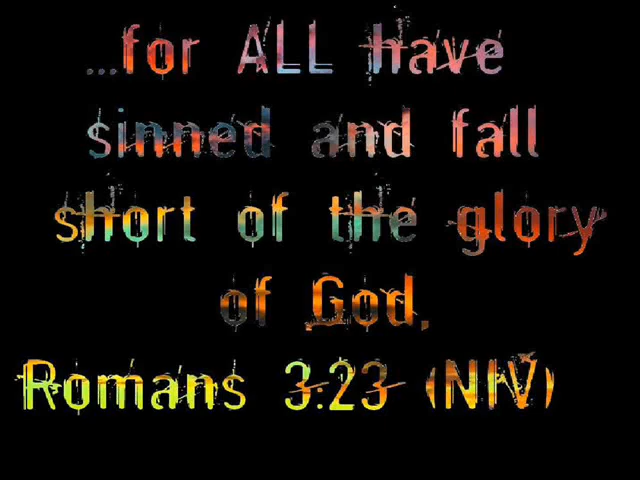 ...for ALL have
sinned and fall
short of the glory
of God,
Romans 3:23 (NIV)